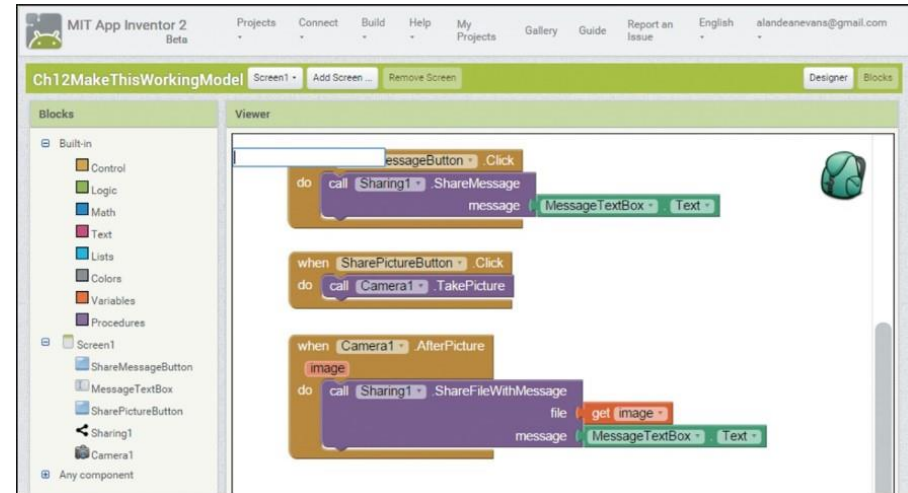 MIT App Inventor 2
Beta
Projects
Connect
Build
Help
My
Projects
Gallery
Guide
Report an
Issue
English
alandeanevans@gmail.com
Ch12MakeThisWorkingModel
Screen1
Add Screen ...
Remove Screen
Designer
Blocks
Blocks
Viewer
Built-in
Control
Logic
Math
Text
Lists
Colors
Variables
Procedures
Screen1
ShareMessageButton
MessageTextBox
SharePictureButton
Sharing1
Camera1
Any component
essageButton .Click
do call Sharing1 .ShareMessage
message MessageTextBox . Text
when SharePictureButton .Click
do call Camera1 .TakePicture
when Camera1 .AfterPicture
image
do call Sharing1 .ShareFileWithMessage
file get image
message MessageTextBox . Text